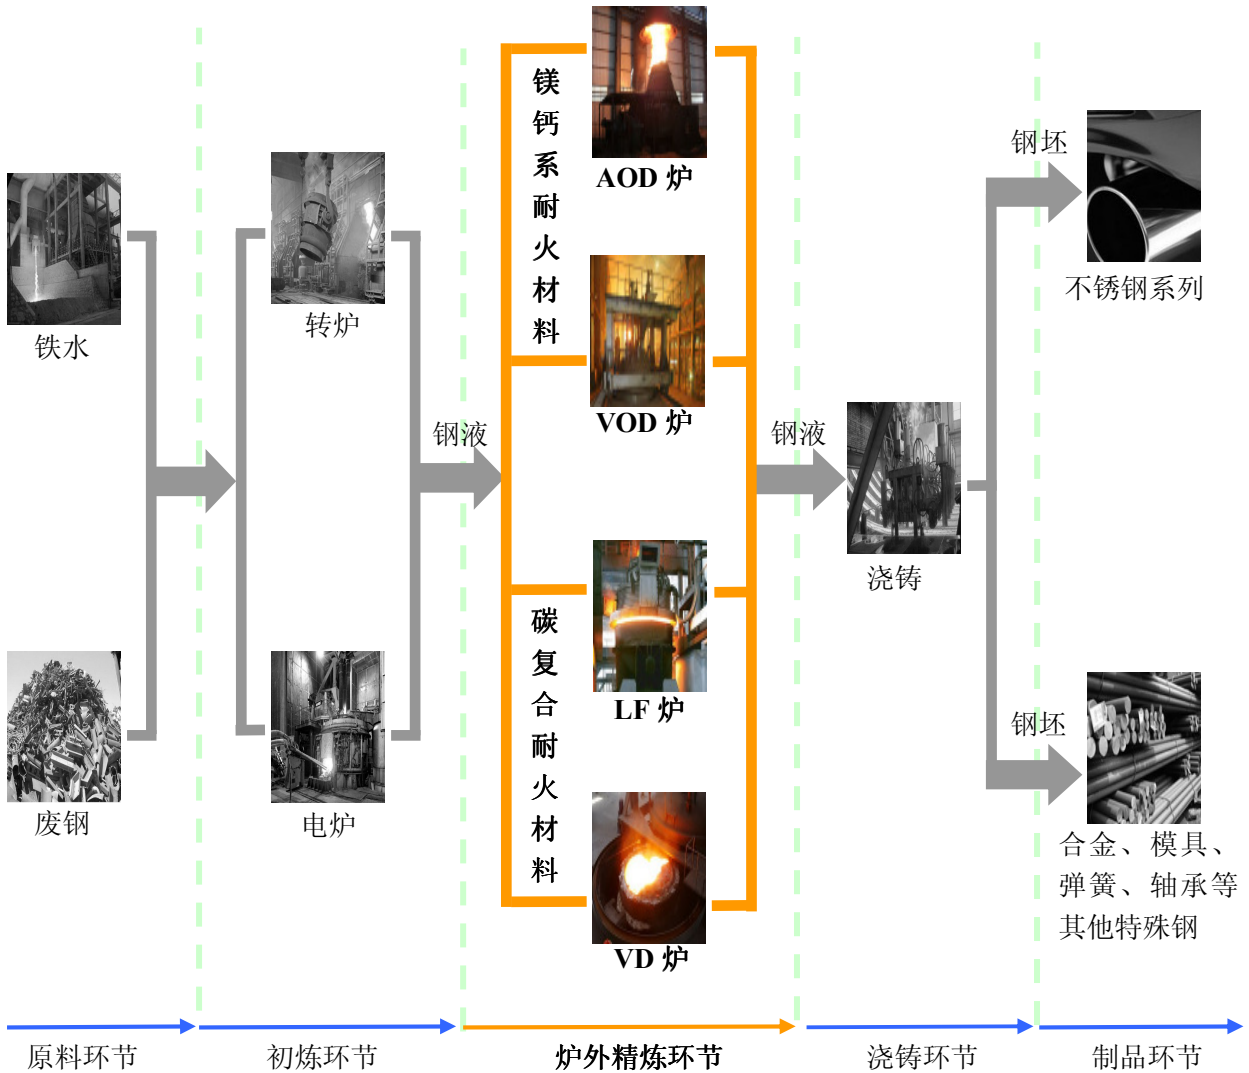 镁钙系耐火材料
AOD 炉
钢坯
不锈钢系列
铁水
转炉
VOD 炉
钢液
钢液
浇铸
碳复合耐火材料
LF 炉
钢坯
废钢
电炉
合金、模具、
弹簧、轴承等
其他特殊钢
VD 炉
原料环节
初炼环节
炉外精炼环节
浇铸环节
制品环节